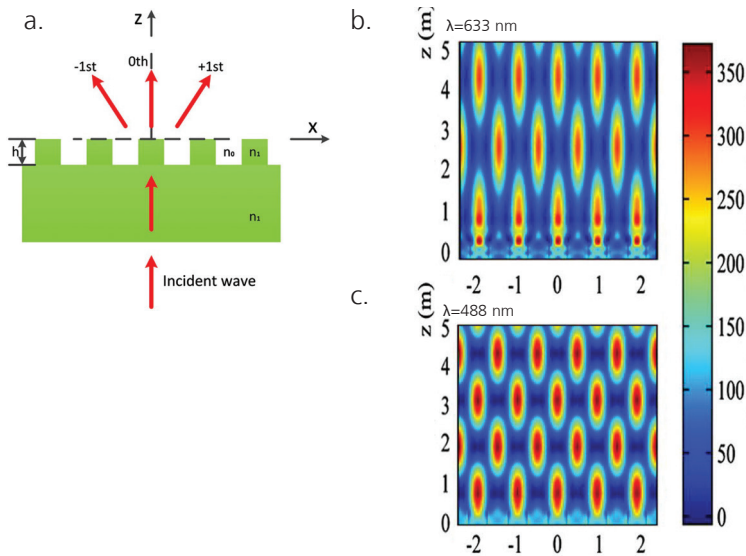 a.
Z
-1st
0th
+1st
X
h
n₀
n₁
n₁
Incident wave
b.
λ=633 nm
z (m)
5
4
3
2
1
0
-2 -1 0 1 2
c.
λ=488 nm
z (m)
5
4
3
2
1
0
-2 -1 0 1 2
350
300
250
200
150
100
50
0